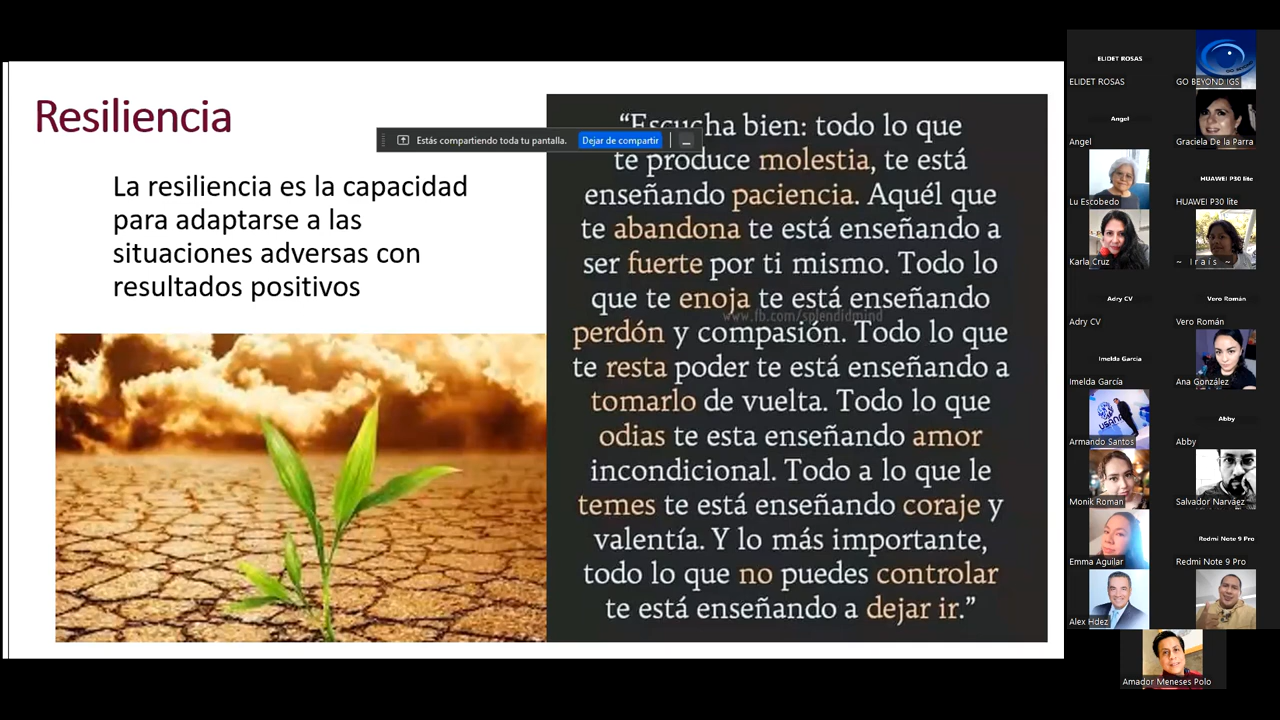 Resiliencia
La resiliencia es la capacidad
para adaptarse a las
situaciones adversas con
resultados positivos
Estás compartiendo toda tu pantalla.
Dejar de compartir
“Escucha bien: todo lo que
te produce molestia, te está
enseñando paciencia. Aquél que
te abandona te está enseñando a
ser fuerte por ti mismo. Todo lo
que te enoja te está enseñando
www.fb.com/splendidmind
perdón y compasión. Todo lo que
te resta poder te está enseñando a
tomarlo de vuelta. Todo lo que
odias te esta enseñando amor
incondicional. Todo a lo que le
temes te está enseñando coraje y
valentía. Y lo más importante,
todo lo que no puedes controlar
te está enseñando a dejar ir.”
ELIDET ROSAS
ELIDET ROSAS
GO BEYOND IGS
Angel
Angel
Graciela De la Parra
Lu Escobedo
HUAWEI P30 lite
HUAWEI P30 lite
Karla Cruz
~ I r a í s ~
Adry CV
Adry CV
Vero Román
Vero Román
Imelda García
Imelda García
Ana González
USANA
Armando Santos
Abby
Abby
Monik Roman
Salvador Narváez
Emma Aguilar
Redmi Note 9 Pro
Redmi Note 9 Pro
Alex Hdez
Amador Meneses Polo